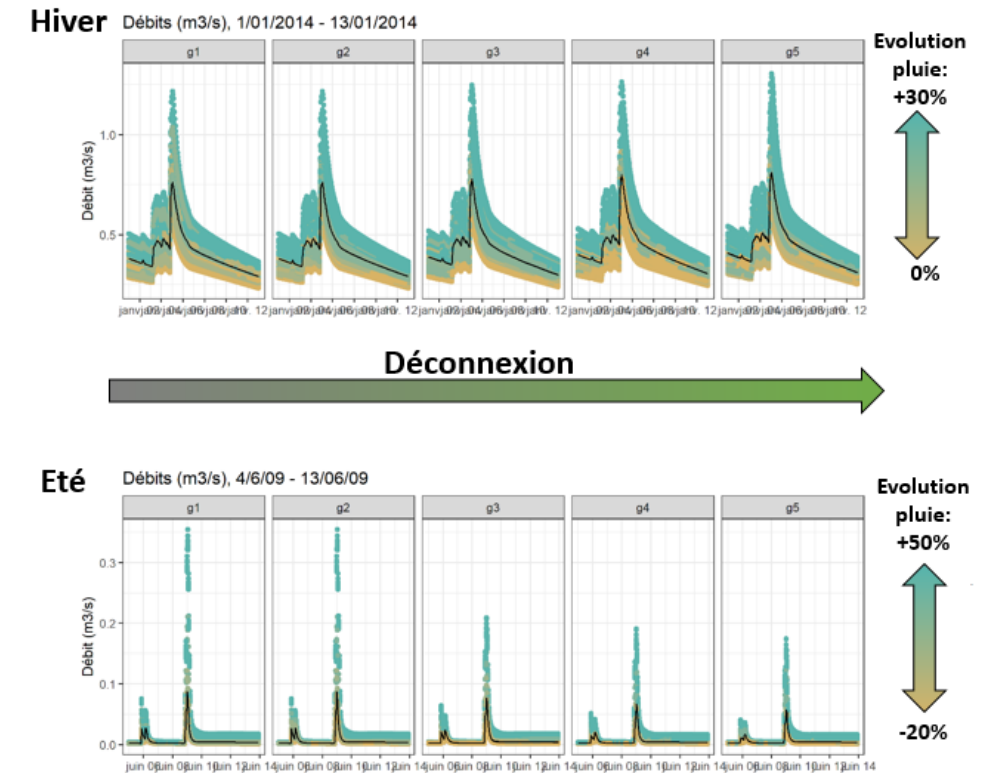 Hiver
Débits (m3/s), 1/01/2014 - 13/01/2014
g1 g2 g3 g4 g5
Evolution
pluie:
+30%
0%
Débit (m3/s)
1.0
0.5
Déconnexion
Eté
Débits (m3/s), 4/6/09 - 13/06/09
g1 g2 g3 g4 g5
Evolution
pluie:
+50%
-20%
Débit (m3/s)
0.3
0.2
0.1
0.0